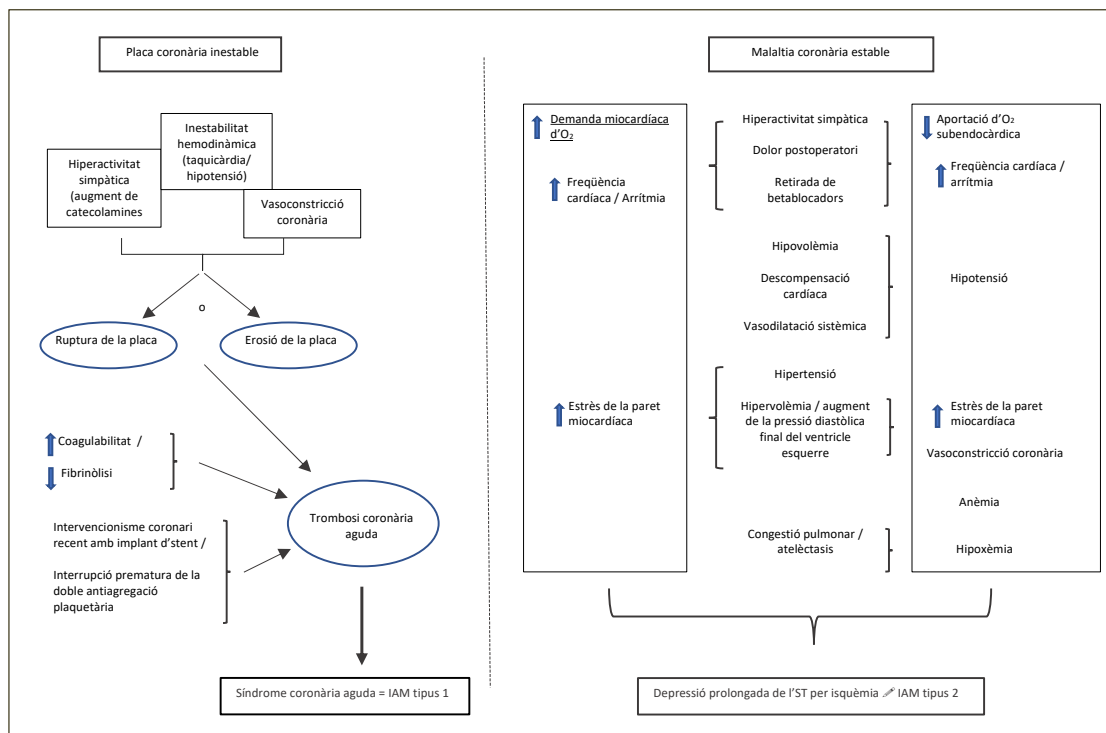 Placa coronària inestable
Inestabilitat
hemodinàmica
(taquicàrdia/
hipotensió)
Hiperactivitat
simpàtica
(augment de
catecolamines
Vasoconstricció
coronària
o
Ruptura de la placa
Erosió de la placa
Coagulabilitat /
Fibrinòlisi
Intervencionisme coronari
recent amb implant d’stent /
Interrupció prematura de la
doble antiagregació
plaquetària
Trombosi coronària
aguda
Síndrome coronària aguda = IAM tipus 1
Malaltia coronària estable
Demanda miocardíaca
d’O₂
Freqüència
cardíaca / Arrítmia
Estrès de la paret
miocardíaca
Hiperactivitat simpàtica
Dolor postoperatori
Retirada de
betablocadors
Hipovolèmia
Descompensació
cardíaca
Vasodilatació sistèmica
Hipertensió
Hipervolèmia / augment
de la pressió diastòlica
final del ventricle
esquerre
Congestió pulmonar /
atelèctasis
Aportació d’O₂
subendocàrdica
Freqüència cardíaca /
arrítmia
Hipotensió
Estrès de la paret
miocardíaca
Vasoconstricció coronària
Anèmia
Hipoxèmia
Depressió prolongada de l’ST per isquèmia IAM tipus 2